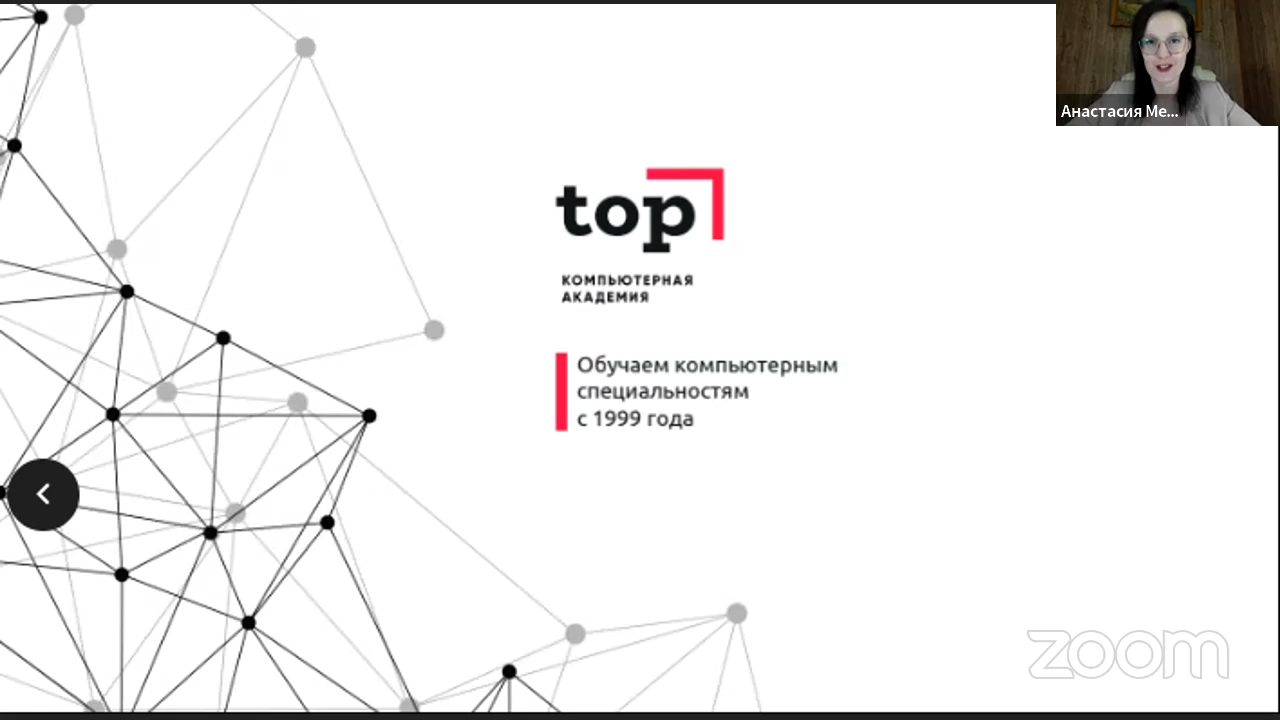 Анастасия Ме...
top
КОМПЬЮТЕРНАЯ
АКАДЕМИЯ
Обучаем компьютерным
специальностям
с 1999 года
zoom